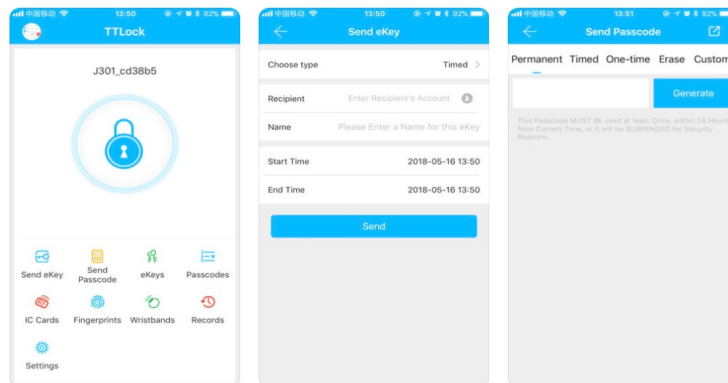 中国移动 13:50 92%
TTLock
J301_cd38b5
Send eKey
Send
Passcode
eKeys
Passcodes
IC Cards
Fingerprints
Wristbands
Records
Settings
中国移动 13:50 92%
Send eKey
Choose type Timed
Recipient Enter Recipient's Account
Name Please Enter a Name for this eKey
Start Time 2018-05-16 13:50
End Time 2018-05-16 13:50
Send
中国移动 13:51 92%
Send Passcode
Permanent Timed One-time Erase Custom
Generate
This Passcode MUST BE used at least Once, within 24 Hours
from Current Time, or it will be SUSPENDED for Security
Reasons.